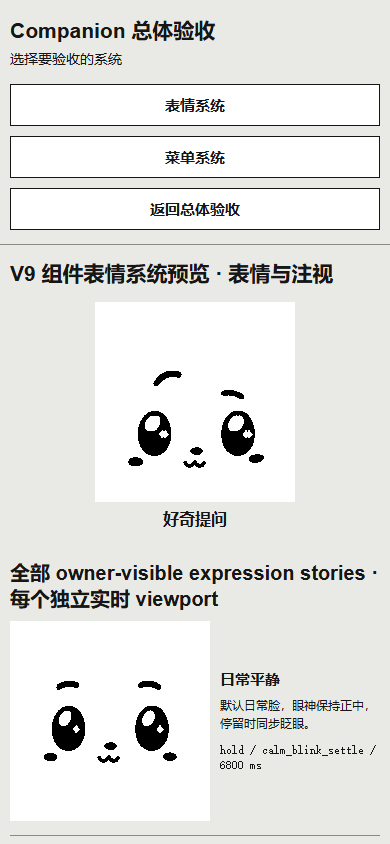 Companion 总体验收
选择要验收的系统
表情系统
菜单系统
返回总体验收
V9 组件表情系统预览 · 表情与注视
好奇提问
全部 owner-visible expression stories ·
每个独立实时 viewport
日常平静
默认日常脸，眼神保持正中，
停留时同步眨眼。
hold / calm_blink_settle /
6800 ms